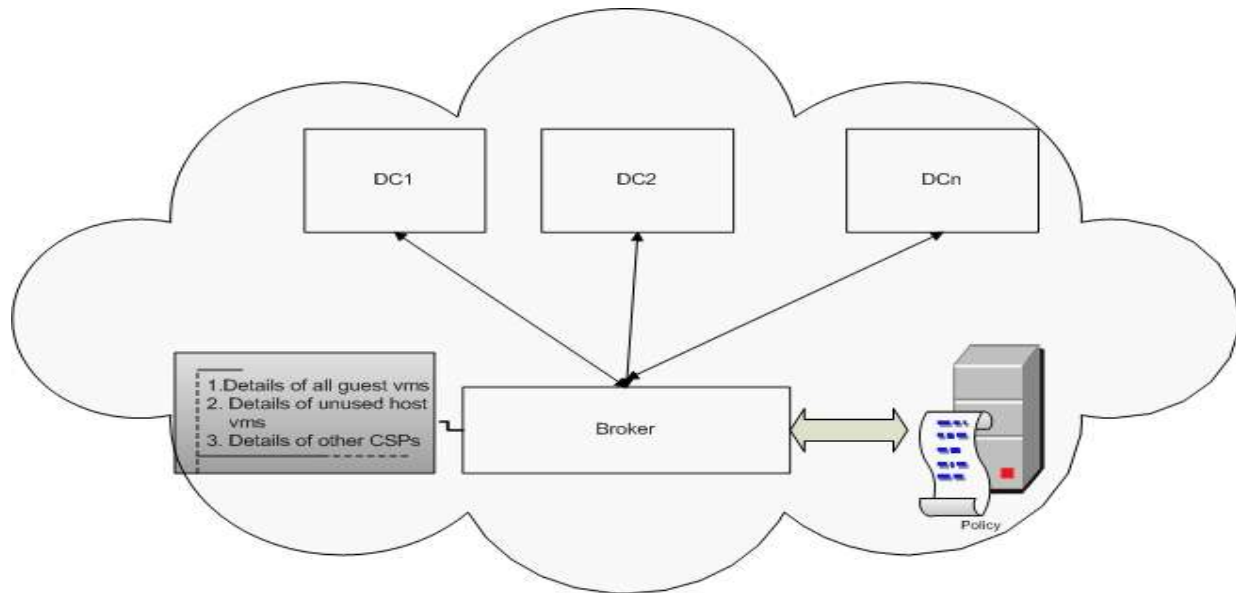 DC1
DC2
DCn
1.Details of all guest vms
2. Details of unused host
vms
3. Details of other CSPs
Broker
Policy